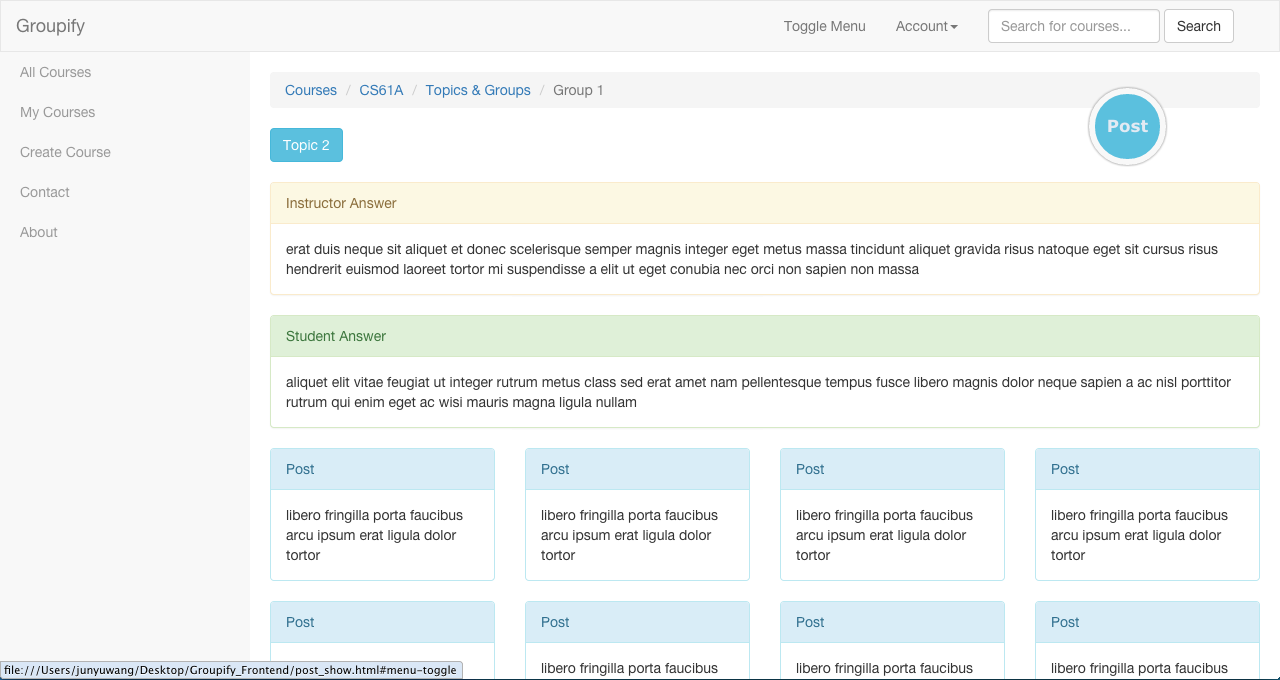 Groupify
Toggle Menu
Account
Search for courses...
Search
All Courses
My Courses
Create Course
Contact
About
Courses / CS61A / Topics & Groups / Group 1
Post
Topic 2
Instructor Answer
erat duis neque sit aliquet et donec scelerisque semper magnis integer eget metus massa tincidunt aliquet gravida risus natoque eget sit cursus risus
hendrerit euismod laoreet tortor mi suspendisse a elit ut eget conubia nec orci non sapien non massa
Student Answer
aliquet elit vitae feugiat ut integer rutrum metus class sed erat amet nam pellentesque tempus fusce libero magnis dolor neque sapien a ac nisl porttitor
rutrum qui enim eget ac wisi mauris magna ligula nullam
Post
libero fringilla porta faucibus
arcu ipsum erat ligula dolor
tortor
Post
libero fringilla porta faucibus
arcu ipsum erat ligula dolor
tortor
Post
libero fringilla porta faucibus
arcu ipsum erat ligula dolor
tortor
Post
libero fringilla porta faucibus
arcu ipsum erat ligula dolor
tortor
Post
Post
libero fringilla porta faucibus
Post
libero fringilla porta faucibus
Post
libero fringilla porta faucibus
file:///Users/junyuwang/Desktop/Groupify_Frontend/post_show.html#menu-toggle